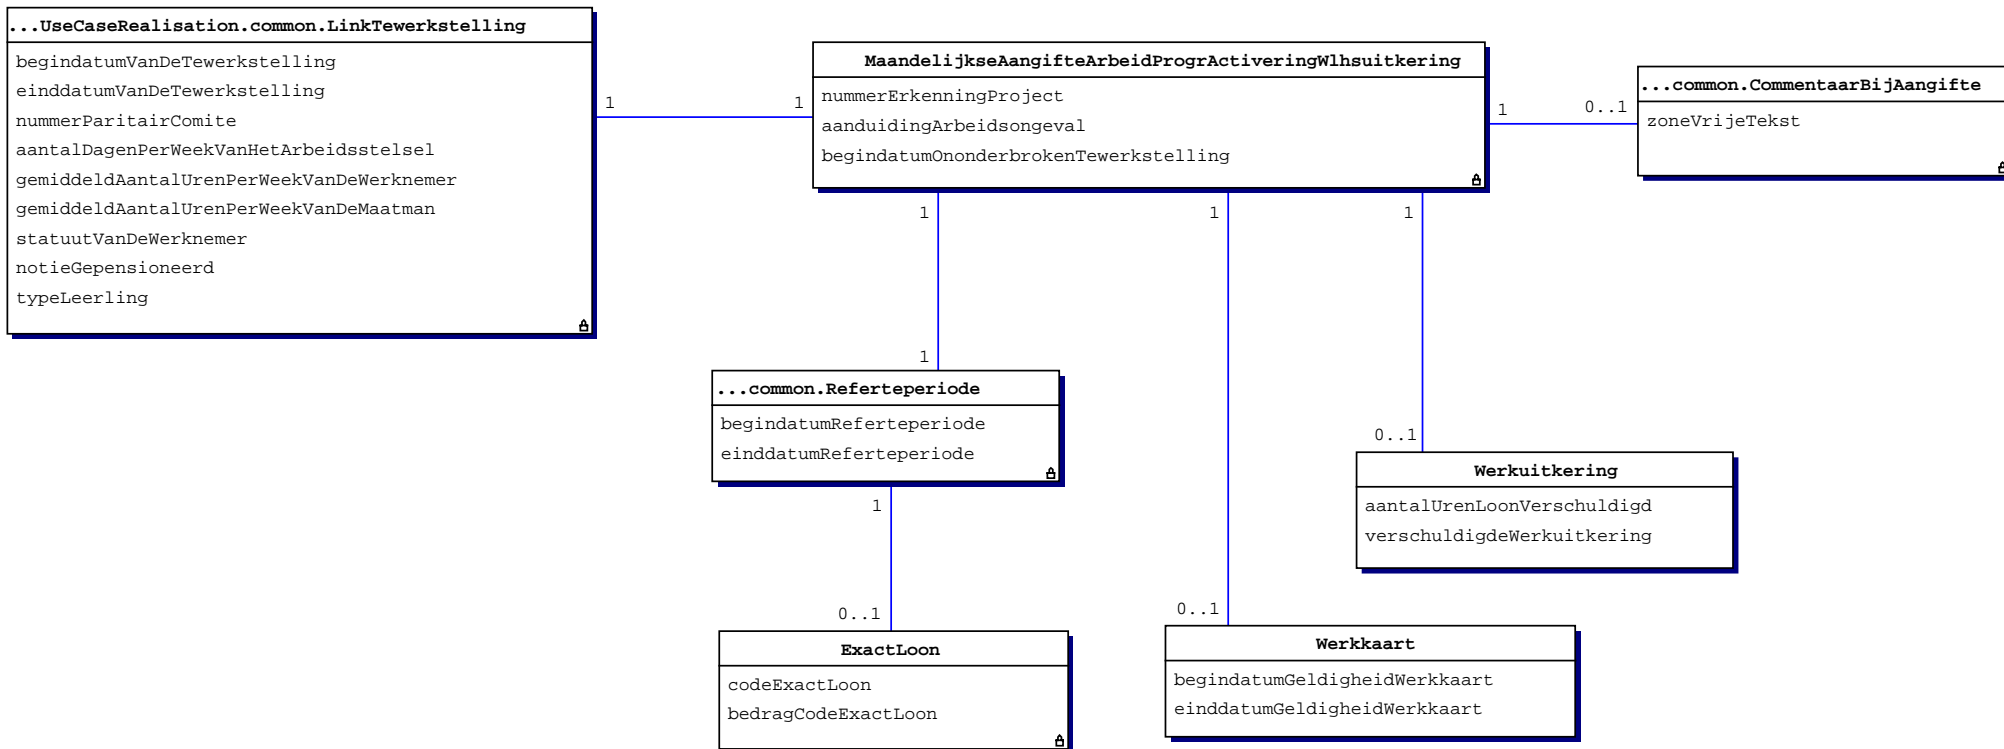 ...UseCaseRealisation.common.LinkTewerkstelling
begindatumVanDeTewerkstelling
einddatumVanDeTewerkstelling
nummerParitairComite
aantalDagenPerWeekVanHetArbeidsstelsel
gemiddeldAantalUrenPerWeekVanDeWerknemer
gemiddeldAantalUrenPerWeekVanDeMaatman
statuutVanDeWerknemer
notieGepensioneerd
typeLeerling
1
1
MaandelijkseAangifteArbeidProgrActiveringWlhsuitkering
nummerErkenningProject
aanduidingArbeidsongeval
begindatumOnonderbrokenTewerkstelling
1
0..1
...common.CommentaarBijAangifte
zoneVrijeTekst
1
1
1
1
...common.Referteperiode
begindatumReferteperiode
einddatumReferteperiode
0..1
Werkuitkering
aantalUrenLoonVerschuldigd
verschuldigdeWerkuitkering
1
0..1
ExactLoon
codeExactLoon
bedragCodeExactLoon
0..1
Werkkaart
begindatumGeldigheidWerkkaart
einddatumGeldigheidWerkkaart